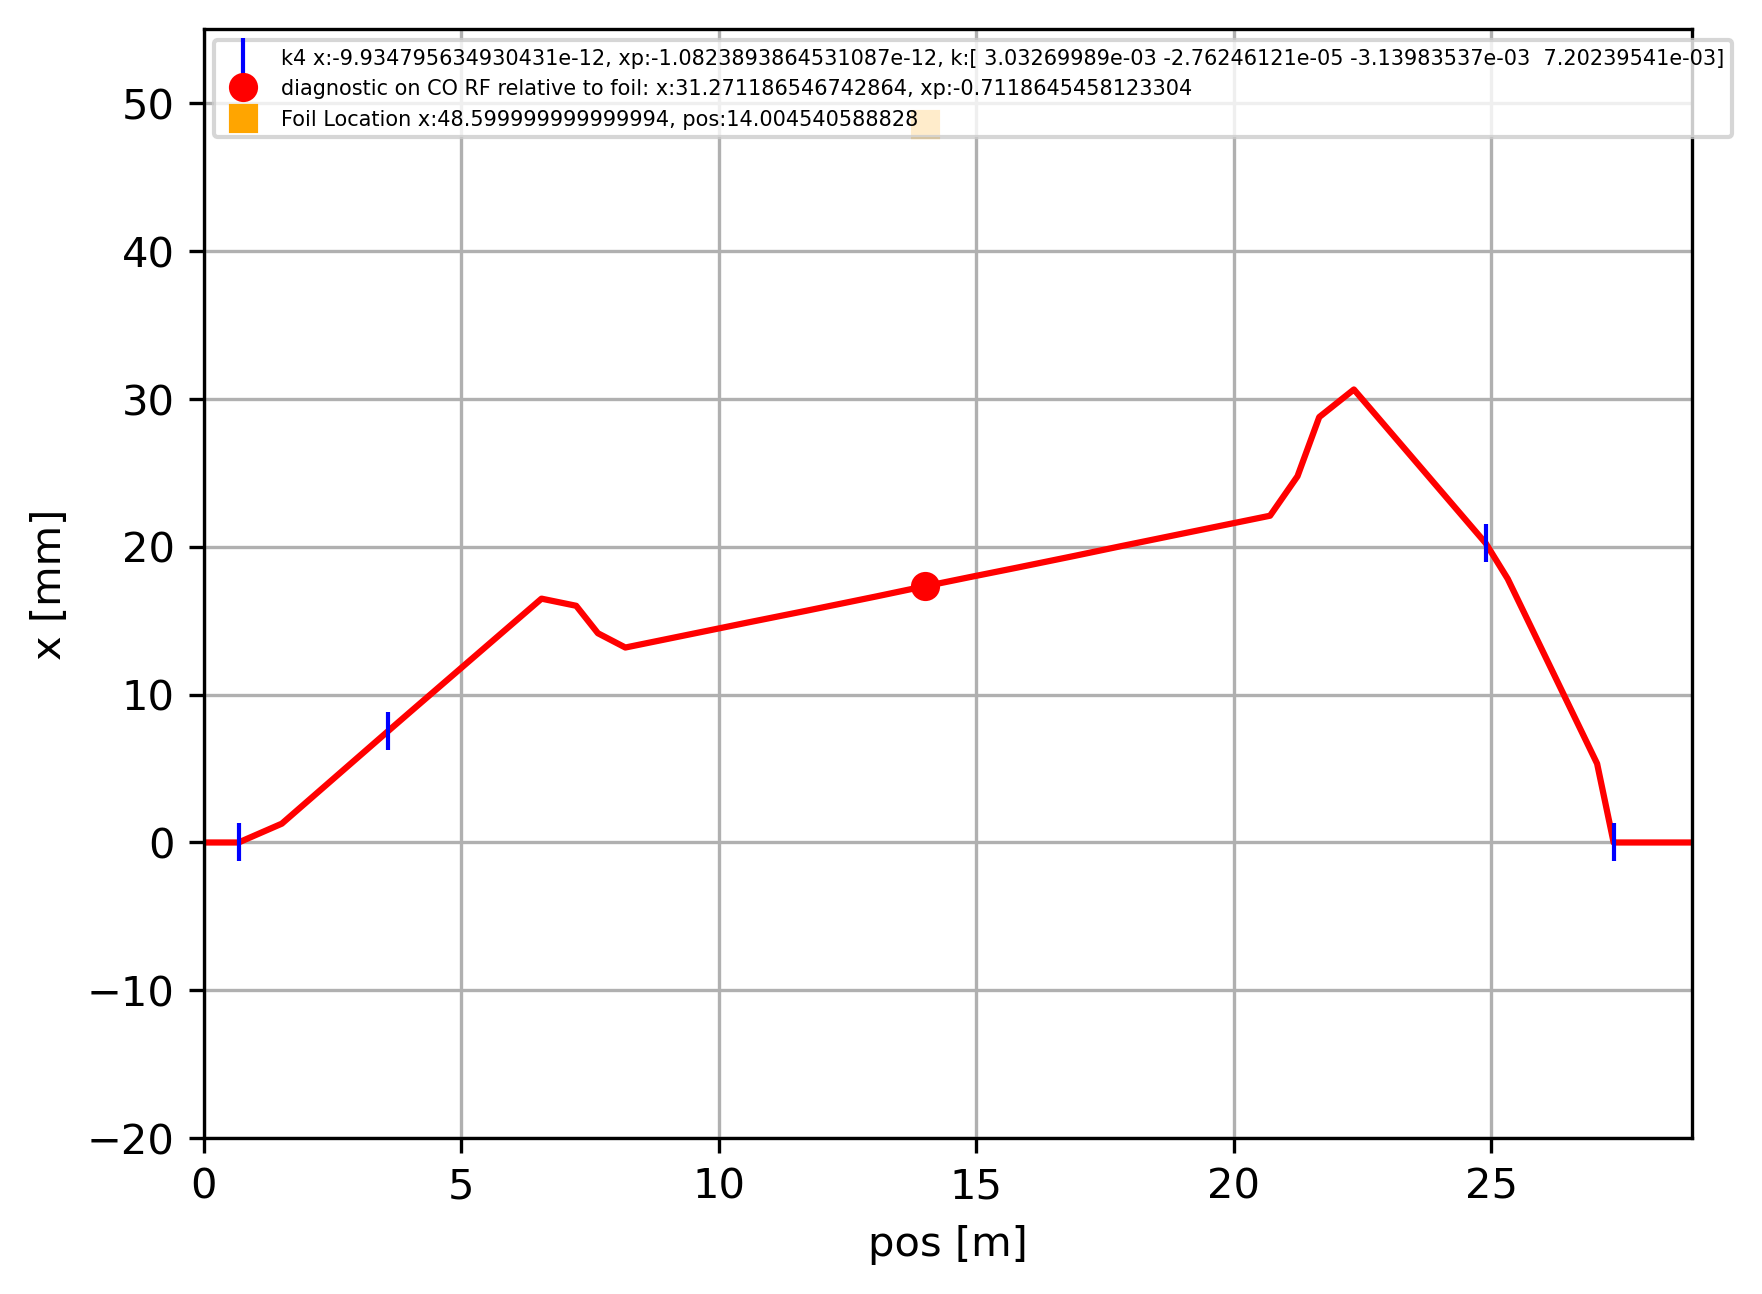 k4 x:-9.934795634930431e-12, xp:-1.0823893864531087e-12, k:[ 3.03269989e-03 -2.76246121e-05 -3.13983537e-03  7.20239541e-03]
diagnostic on CO RF relative to foil: x:31.271186546742864, xp:-0.7118645458123304
Foil Location x:48.599999999999994, pos:14.004540588828
50
40
30
20
10
0
−10
−20
x [mm]
0 5 10 15 20 25
pos [m]